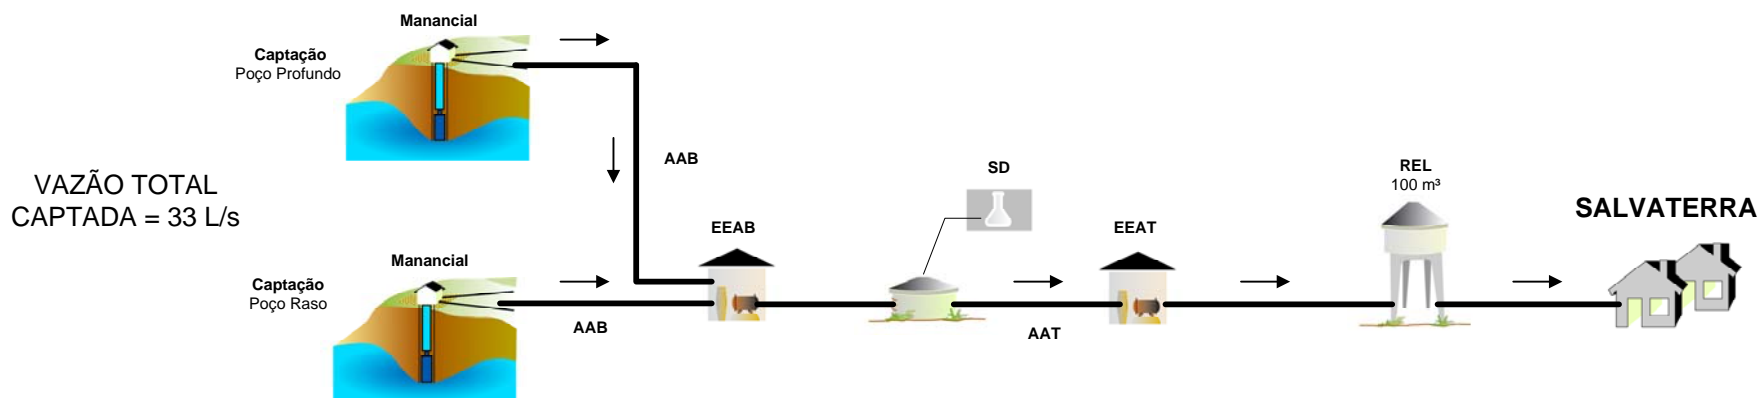 Manancial
Captação
Poço Profundo
AAB
VAZÃO TOTAL
CAPTADA = 33 L/s
SD
REL
100 m³
SALVATERRA
EEAB
EEAT
Manancial
Captação
Poço Raso
AAB
AAT